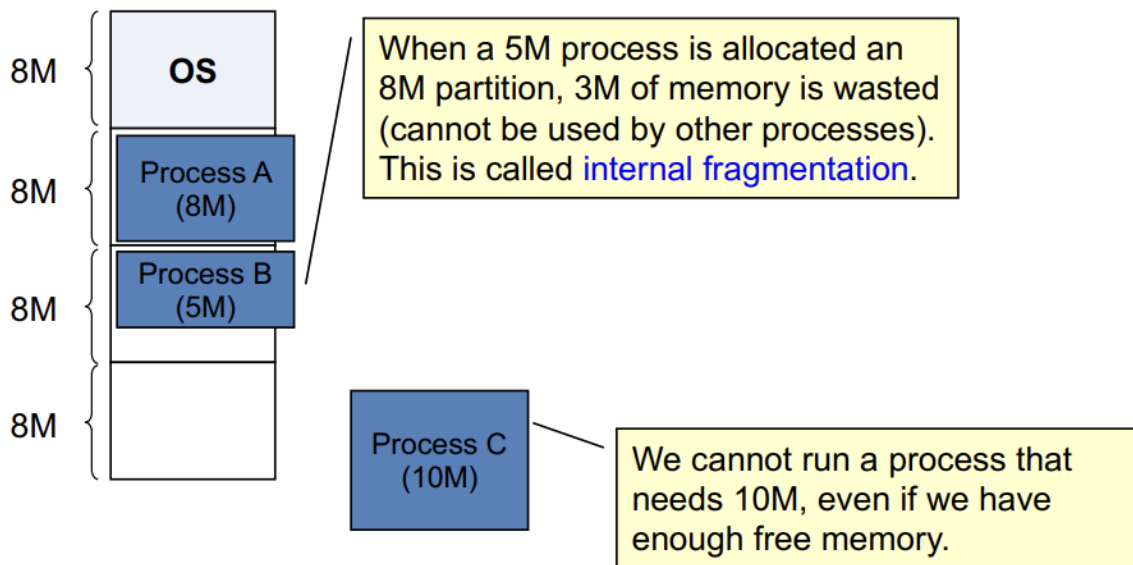 8M
OS
When a 5M process is allocated an
8M partition, 3M of memory is wasted
(cannot be used by other processes).
This is called internal fragmentation.
8M
Process A
(8M)
8M
Process B
(5M)
8M
Process C
(10M)
We cannot run a process that
needs 10M, even if we have
enough free memory.